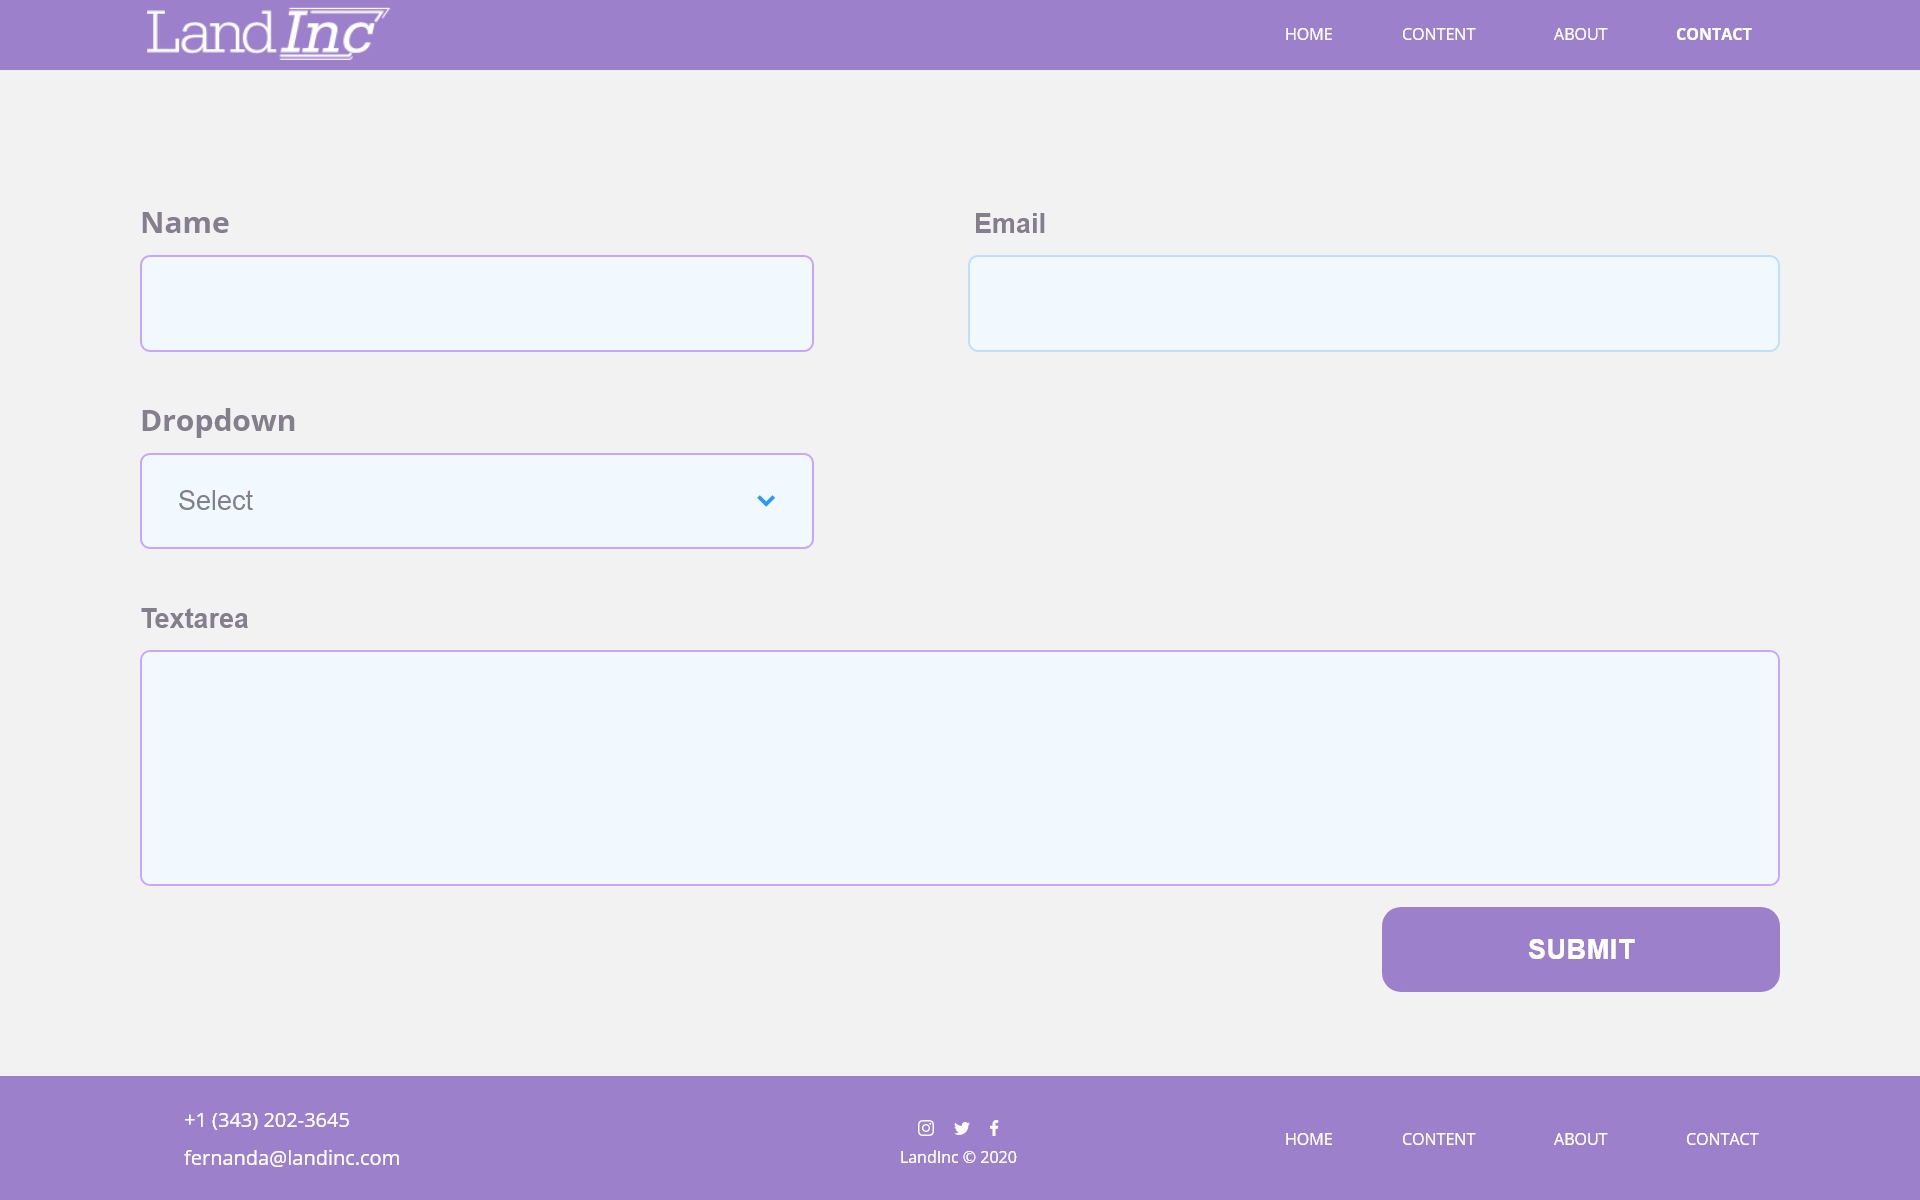 LandInc
HOME CONTENT ABOUT CONTACT
Name
Email
Dropdown
Select
Textarea
SUBMIT
+1 (343) 202-3645
fernanda@landinc.com
LandInc © 2020
HOME CONTENT ABOUT CONTACT